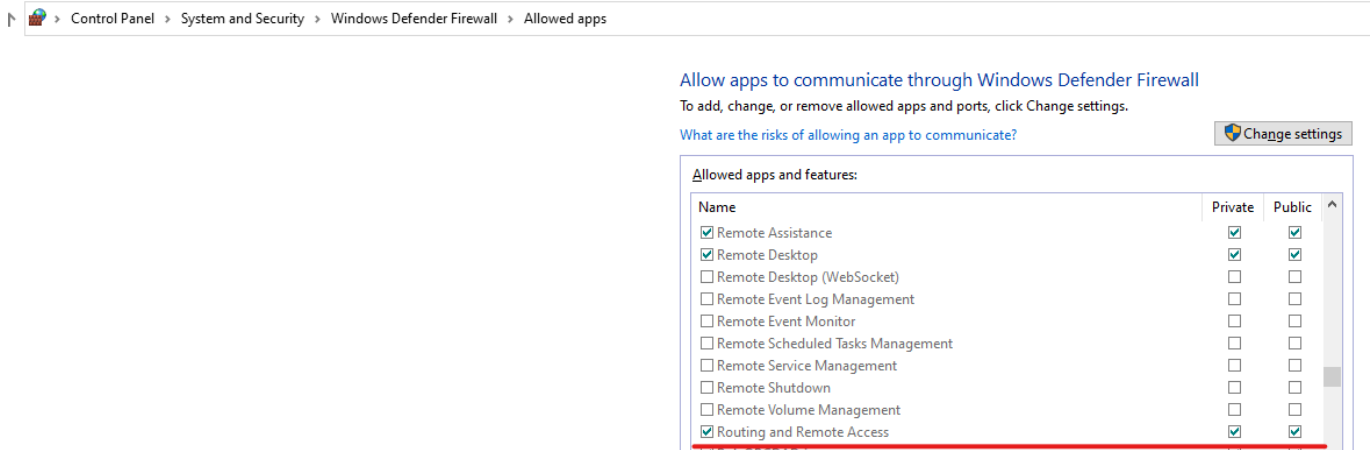 Control Panel > System and Security > Windows Defender Firewall > Allowed apps
Allow apps to communicate through Windows Defender Firewall
To add, change, or remove allowed apps and ports, click Change settings.
What are the risks of allowing an app to communicate?
Change settings
Allowed apps and features:
Name Private Public
Remote Assistance
Remote Desktop
Remote Desktop (WebSocket)
Remote Event Log Management
Remote Event Monitor
Remote Scheduled Tasks Management
Remote Service Management
Remote Shutdown
Remote Volume Management
Routing and Remote Access